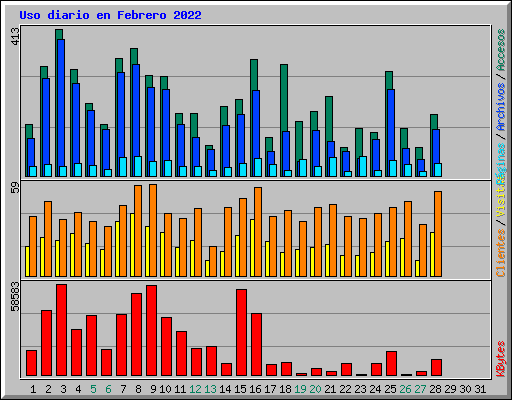 Uso diario en Febrero 2022
413
59
58583
Accesos
/
Archivos
/
Páginas
Visitas
/
Clientes
KBytes
1 2 3 4 5 6 7 8 9 10 11 12 13 14 15 16 17 18 19 20 21 22 23 24 25 26 27 28 29 30 31